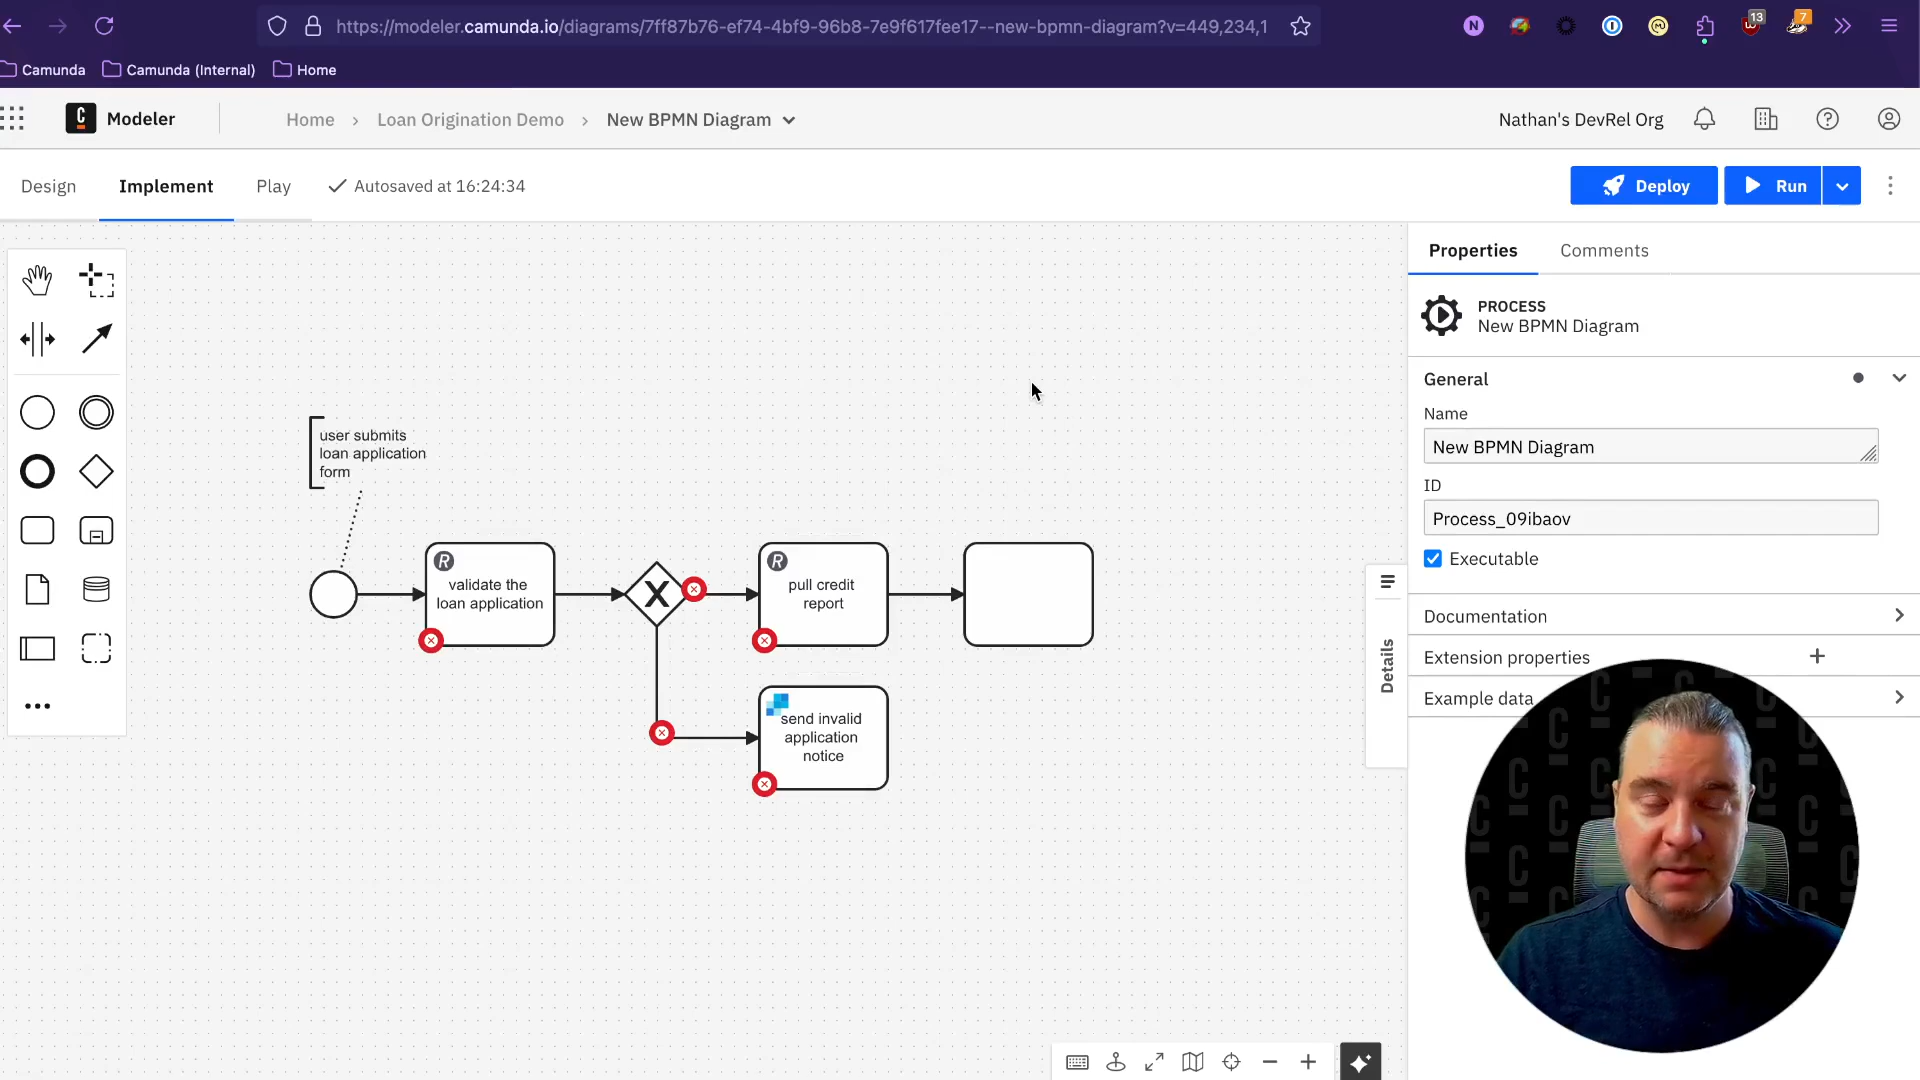 https://modeler.camunda.io/diagrams/7ff87b76-ef74-4bf9-96b8-7e9f617fee17--new-bpmn-diagram?v=449,234,1
N
13
7
Camunda
Camunda (Internal)
Home
C
Modeler
Home
Loan Origination Demo
New BPMN Diagram
Nathan's DevRel Org
Design
Implement
Play
Autosaved at 16:24:34
Deploy
Run
Properties
Comments
PROCESS
New BPMN Diagram
General
Name
New BPMN Diagram
ID
Process_09ibaov
Executable
Documentation
Extension properties
Example data
Details
user submits
loan application
form
R
validate the
loan application
X
R
pull credit
report
send invalid
application
notice